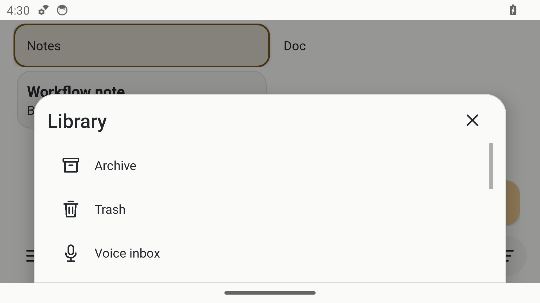 4:30
Notes
Doc
Workflow note
Library
Archive
Trash
Voice inbox